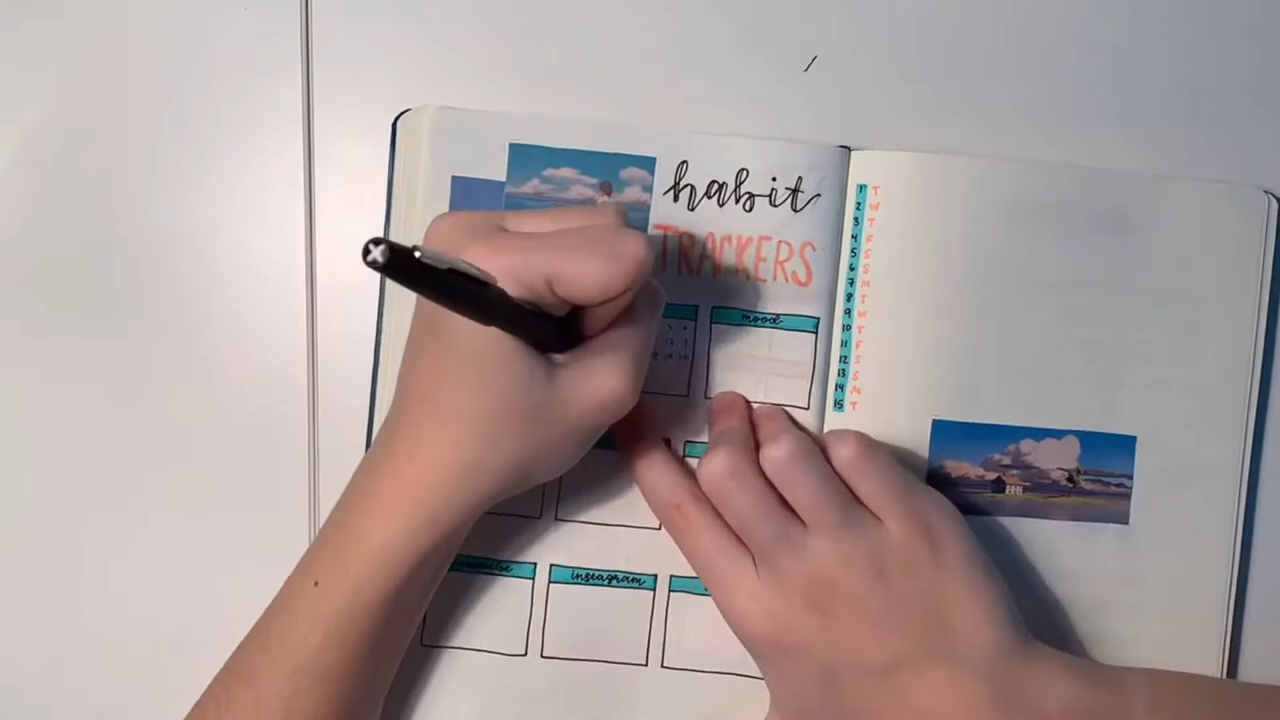 habit
TRACKERS
mood
instagram
1 T
2 W
3 T
4 F
5 S
6 S
7 M
8 T
9 W
10 T
11 F
12 S
13 S
14 M
15 T